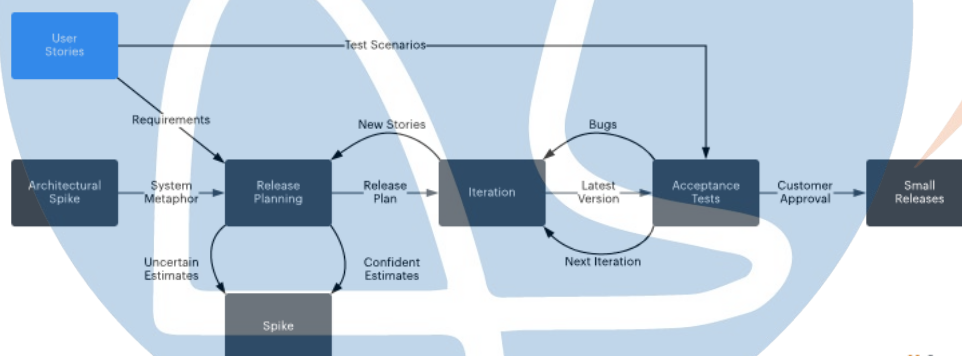 User
Stories
Test Scenarios
Requirements
New Stories
Bugs
Architectural
Spike
System
Metaphor
Release
Planning
Release
Plan
Iteration
Latest
Version
Acceptance
Tests
Customer
Approval
Small
Releases
Uncertain
Estimates
Confident
Estimates
Next Iteration
Spike